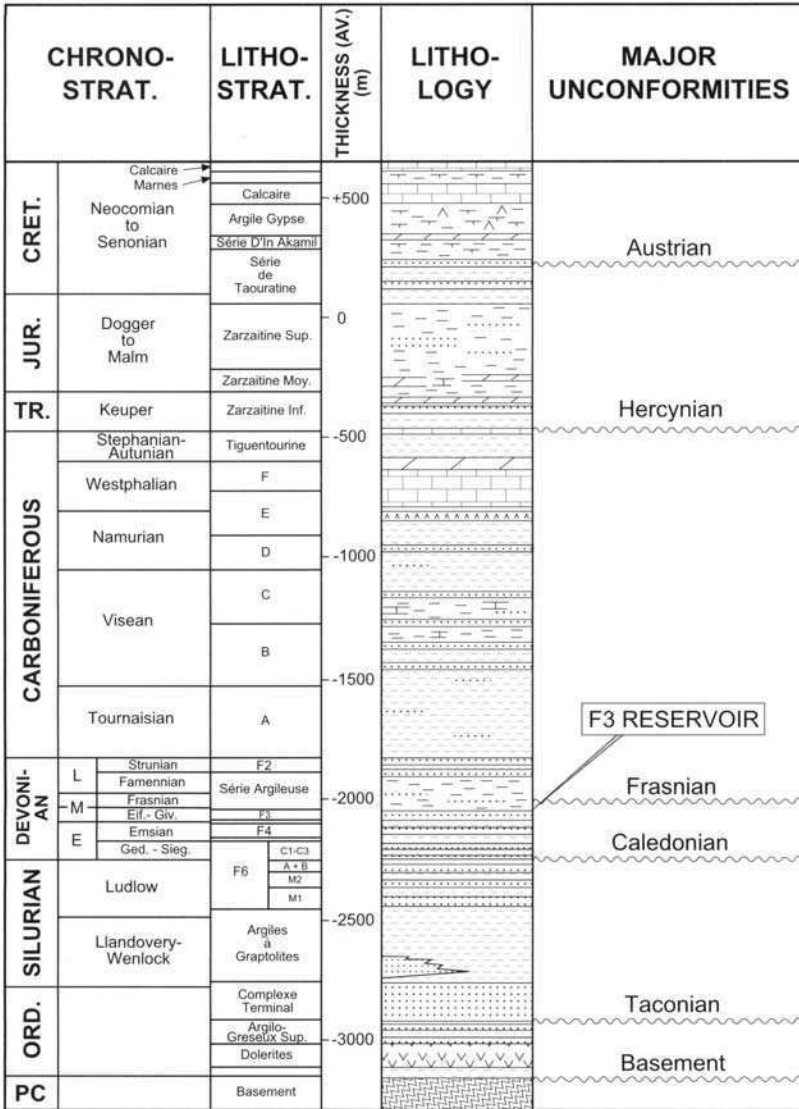 CHRONO-
STRAT.
LITHO-
STRAT.
THICKNESS (AV.)
(m)
LITHO-
LOGY
MAJOR
UNCONFORMITIES
CRET.
Neocomian
to
Senonian
Calcaire
Marnes
Calcaire
Argile Gypse
Série D'In Akamil
Série
de
Taouratine
+500
Austrian
JUR.
Dogger
to
Malm
Zarzaitine Sup.
Zarzaitine Moy.
0
TR.
Keuper
Zarzaitine Inf.
Hercynian
-500
CARBONIFEROUS
Stephanian-
Autunian
Tiguentourine
Westphalian
F
E
Namurian
D
-1000
Visean
C
B
-1500
Tournaisian
A
F3 RESERVOIR
DEVONI-
AN
L
Strunian
F2
Famennian
Série Argileuse
M
Frasnian
-2000
Frasnian
Eif.- Giv.
F3
E
Emsian
F4
Caledonian
Ged. - Sieg.
F6
C1-C3
A + B
M2
M1
SILURIAN
Ludlow
-2500
Llandovery-
Wenlock
Argiles
à
Graptolites
ORD.
Complexe
Terminal
Taconian
Argilo-
Greseux Sup.
-3000
Dolerites
Basement
PC
Basement